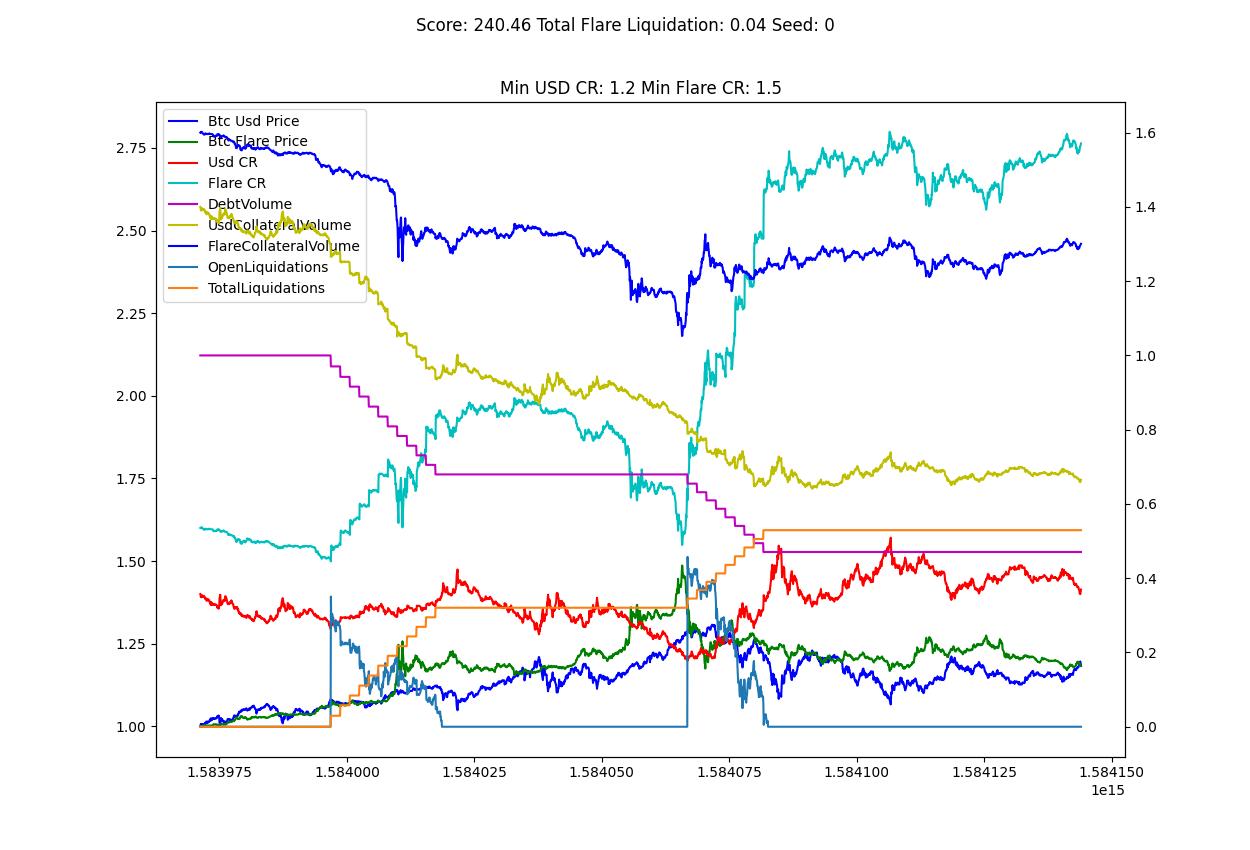 Score: 240.46 Total Flare Liquidation: 0.04 Seed: 0
Min USD CR: 1.2 Min Flare CR: 1.5
Btc Usd Price
Btc Flare Price
Usd CR
Flare CR
DebtVolume
UsdCollateralVolume
FlareCollateralVolume
OpenLiquidations
TotalLiquidations
2.75
2.50
2.25
2.00
1.75
1.50
1.25
1.00
1.6
1.4
1.2
1.0
0.8
0.6
0.4
0.2
0.0
1.583975 1.584000 1.584025 1.584050 1.584075 1.584100 1.584125 1.584150
1e15